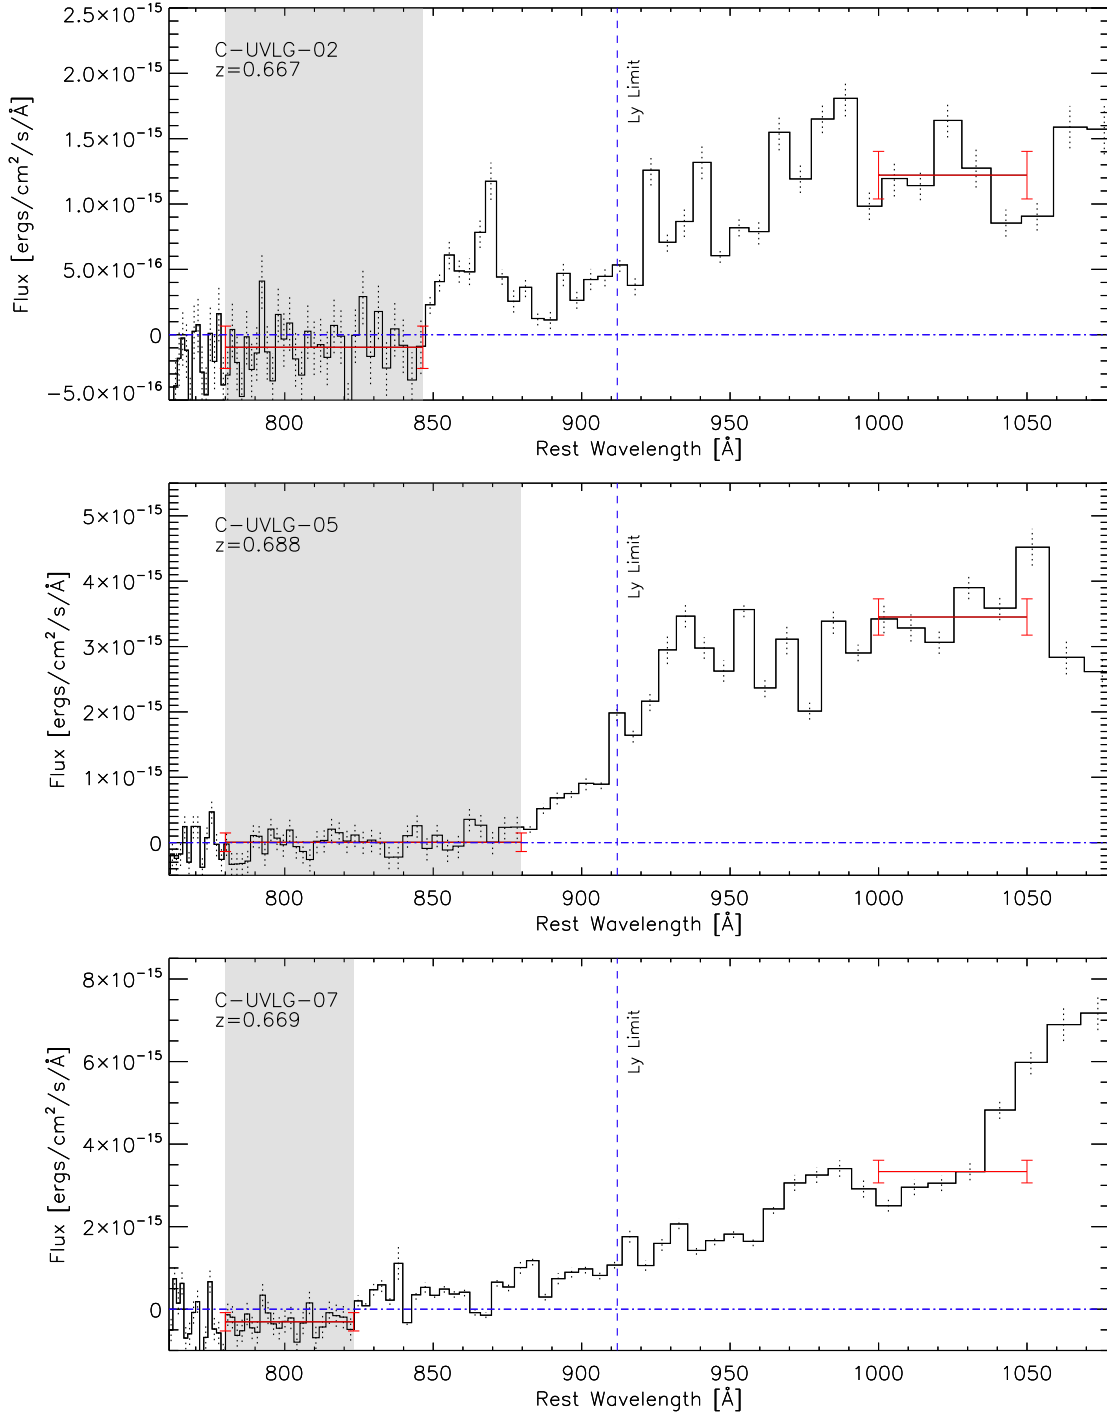 2.5×10⁻¹⁵
2.0×10⁻¹⁵
1.5×10⁻¹⁵
1.0×10⁻¹⁵
5.0×10⁻¹⁶
0
−5.0×10⁻¹⁶
Flux [ergs/cm²/s/Å]
C−UVLG−02
z=0.667
Ly Limit
800 850 900 950 1000 1050
Rest Wavelength [Å]
5×10⁻¹⁵
4×10⁻¹⁵
3×10⁻¹⁵
2×10⁻¹⁵
1×10⁻¹⁵
0
Flux [ergs/cm²/s/Å]
C−UVLG−05
z=0.688
Ly Limit
800 850 900 950 1000 1050
Rest Wavelength [Å]
8×10⁻¹⁵
6×10⁻¹⁵
4×10⁻¹⁵
2×10⁻¹⁵
0
Flux [ergs/cm²/s/Å]
C−UVLG−07
z=0.669
Ly Limit
800 850 900 950 1000 1050
Rest Wavelength [Å]